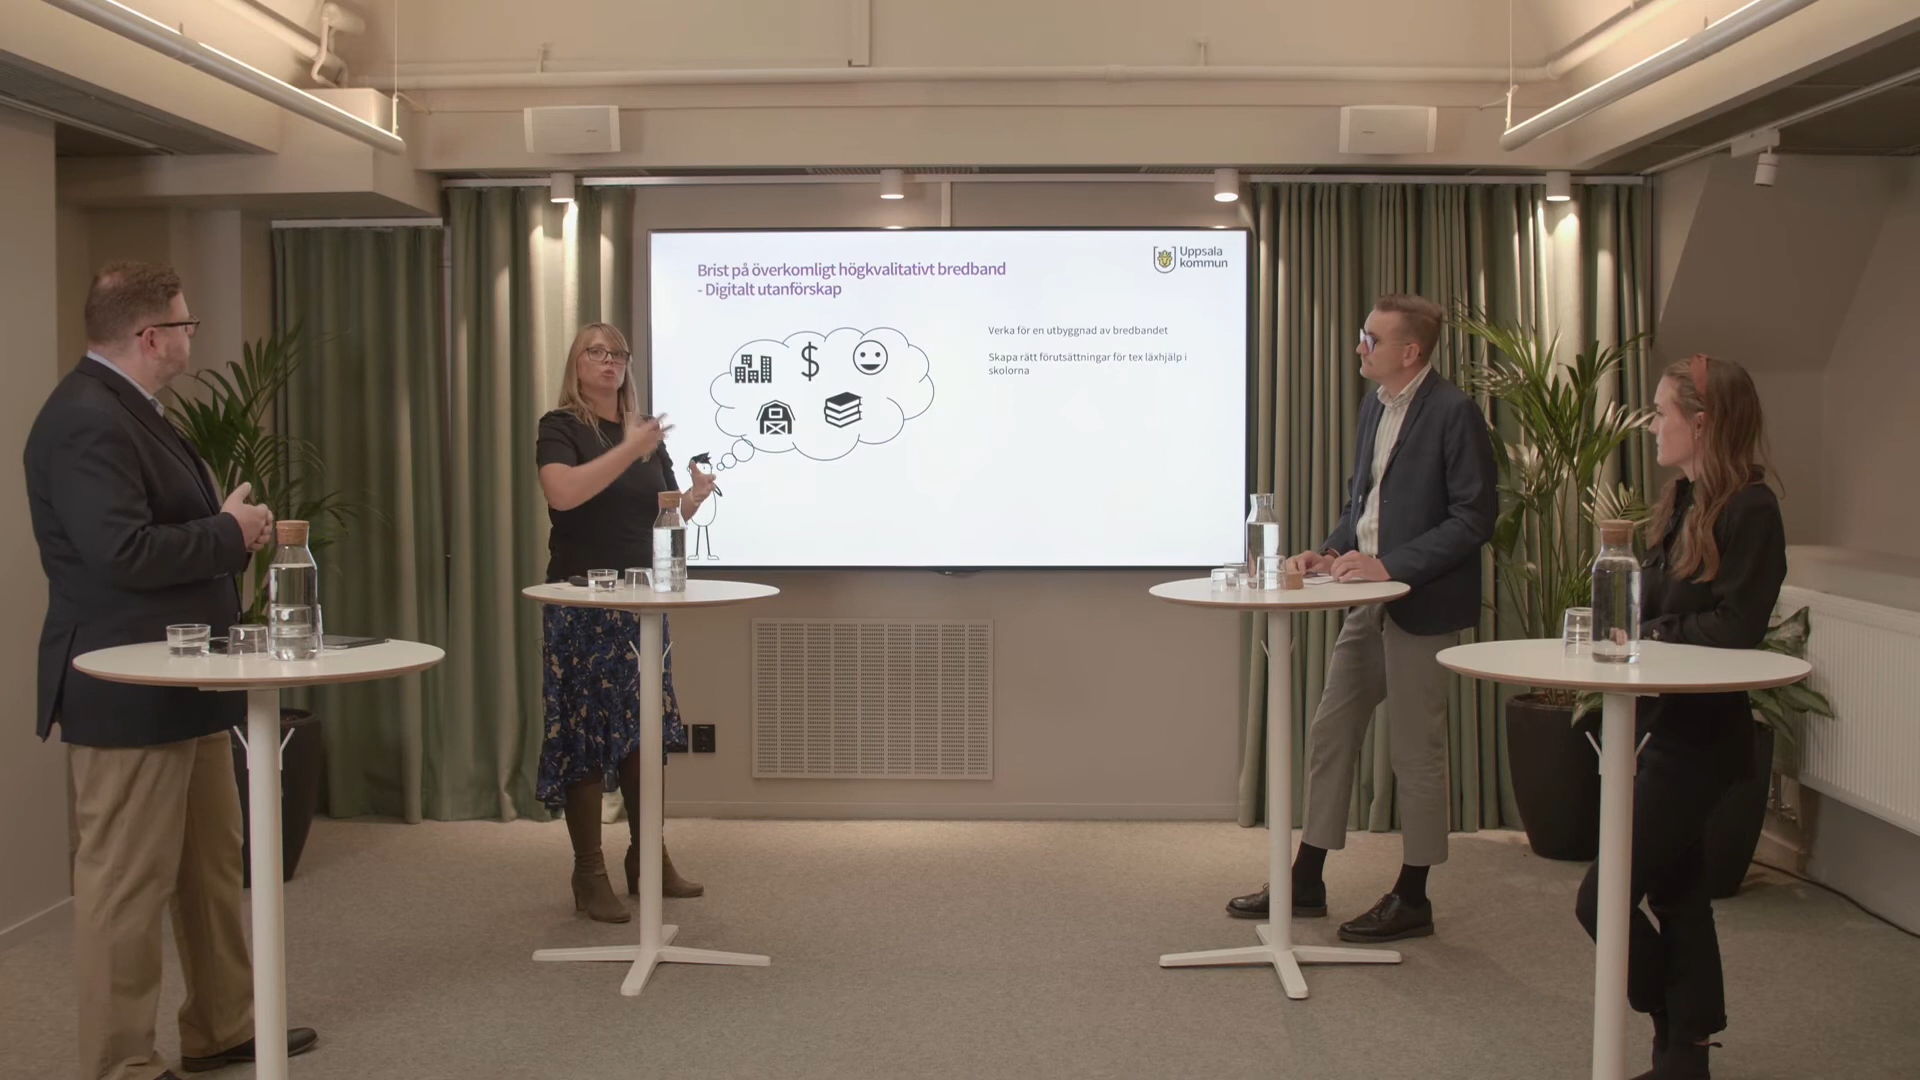 Brist på överkomligt högkvalitativt bredband
- Digitalt utanförskap
Uppsala
kommun
Verka för en utbyggnad av bredbandet
Skapa rätt förutsättningar för tex läxhjälp i
skolorna